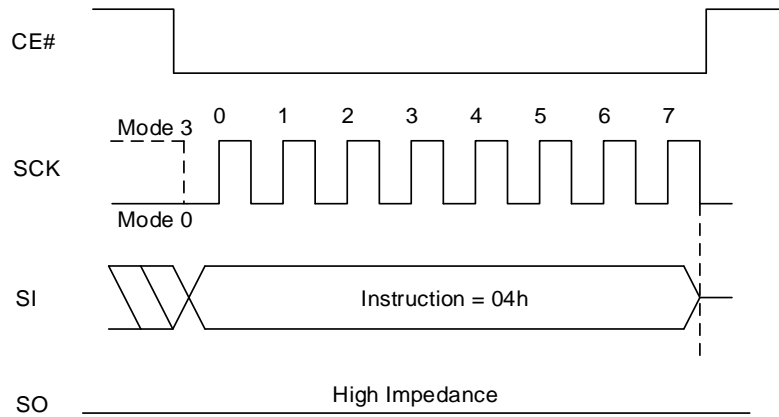 CE#
Mode 3
0 1 2 3 4 5 6 7
SCK
Mode 0
SI
Instruction = 04h
SO
High Impedance